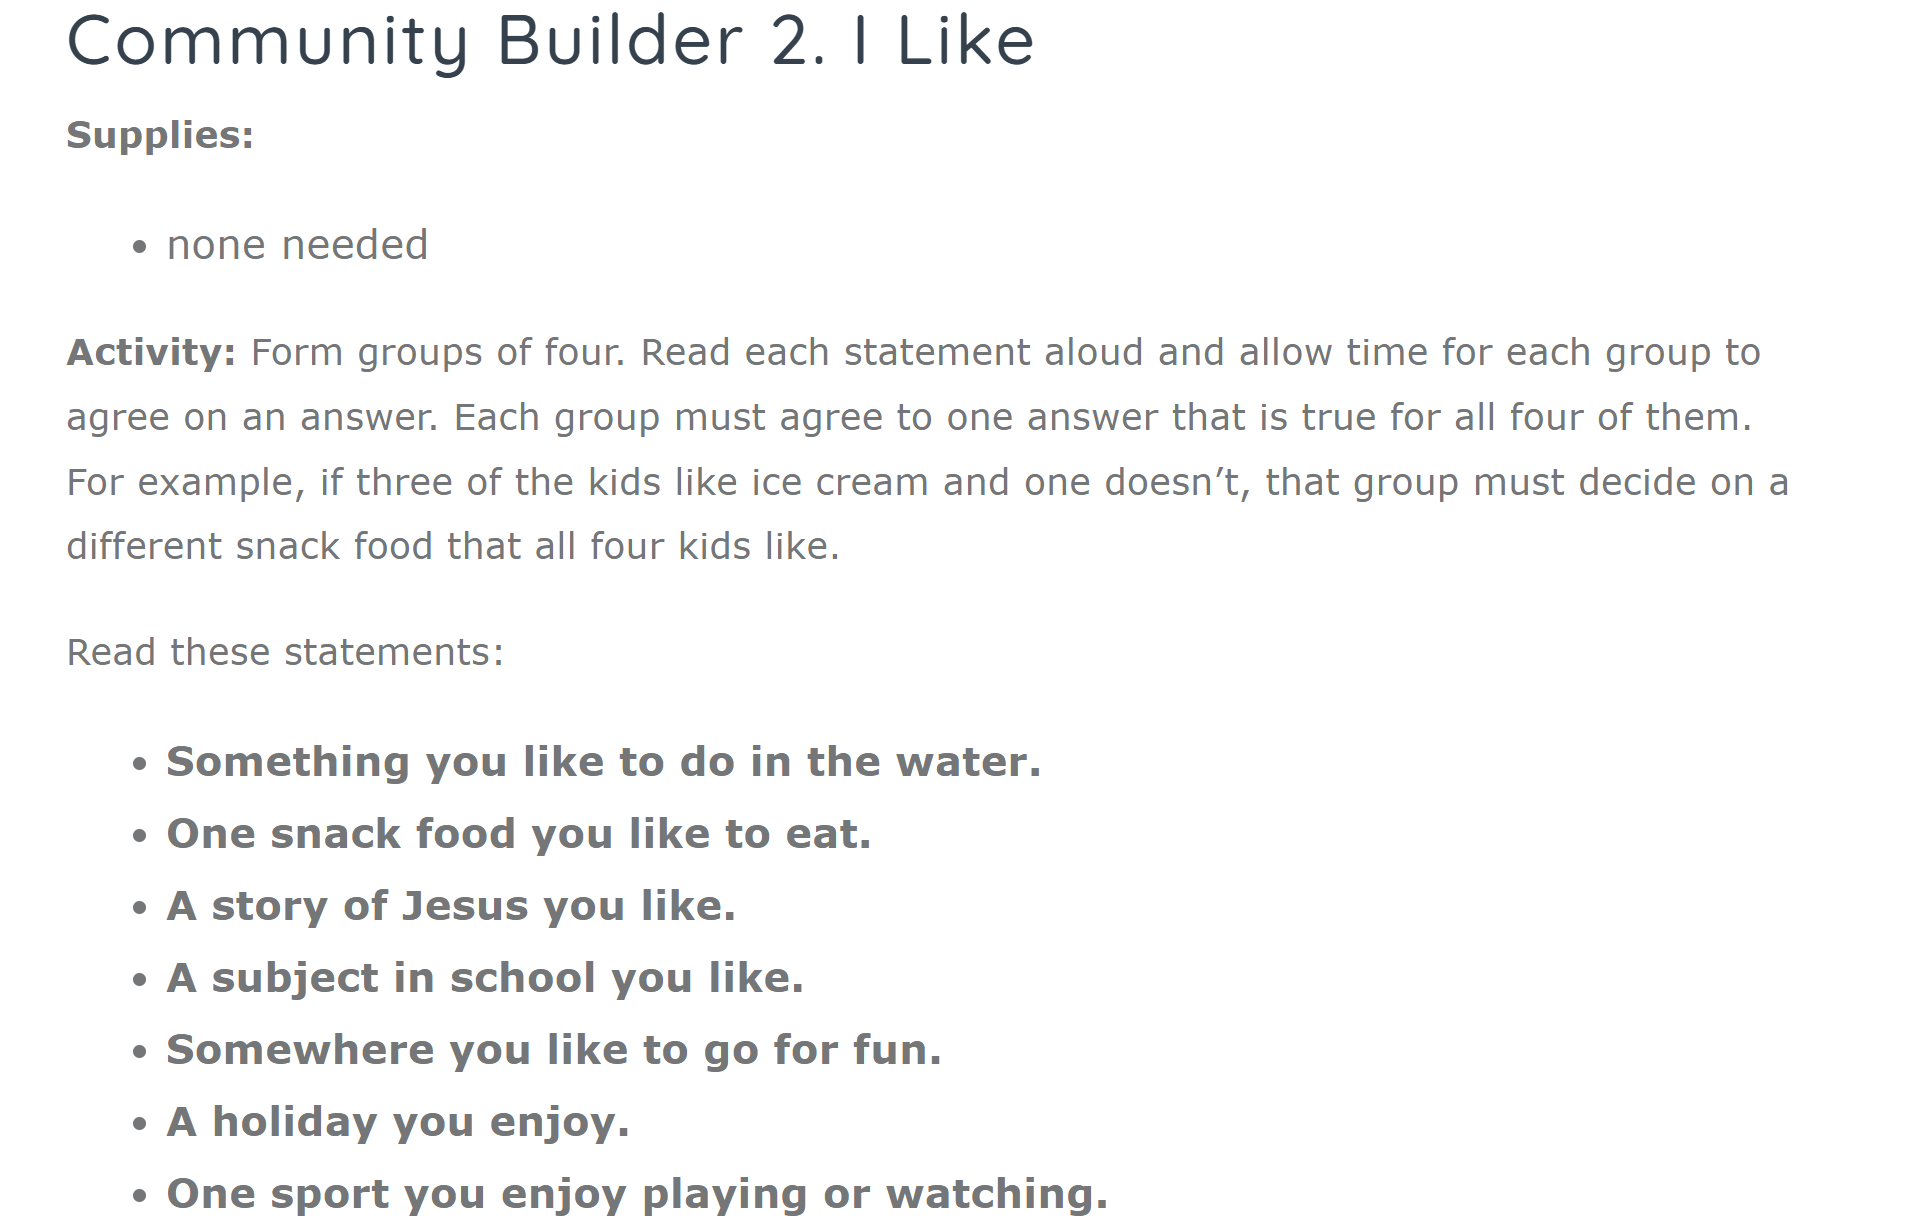 Community Builder 2. I Like
Supplies:
• none needed
Activity: Form groups of four. Read each statement aloud and allow time for each group to
agree on an answer. Each group must agree to one answer that is true for all four of them.
For example, if three of the kids like ice cream and one doesn’t, that group must decide on a
different snack food that all four kids like.
Read these statements:
• Something you like to do in the water.
• One snack food you like to eat.
• A story of Jesus you like.
• A subject in school you like.
• Somewhere you like to go for fun.
• A holiday you enjoy.
• One sport you enjoy playing or watching.